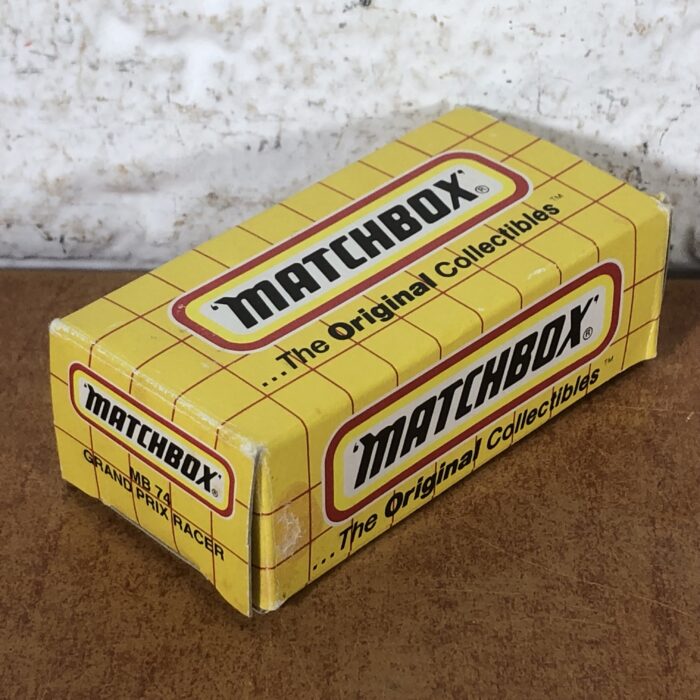 'MATCHBOX'®
...The Original Collectibles™
'MATCHBOX'®
...The Original Collectibles™
'MATCHBOX'®
MB 74
GRAND PRIX RACER